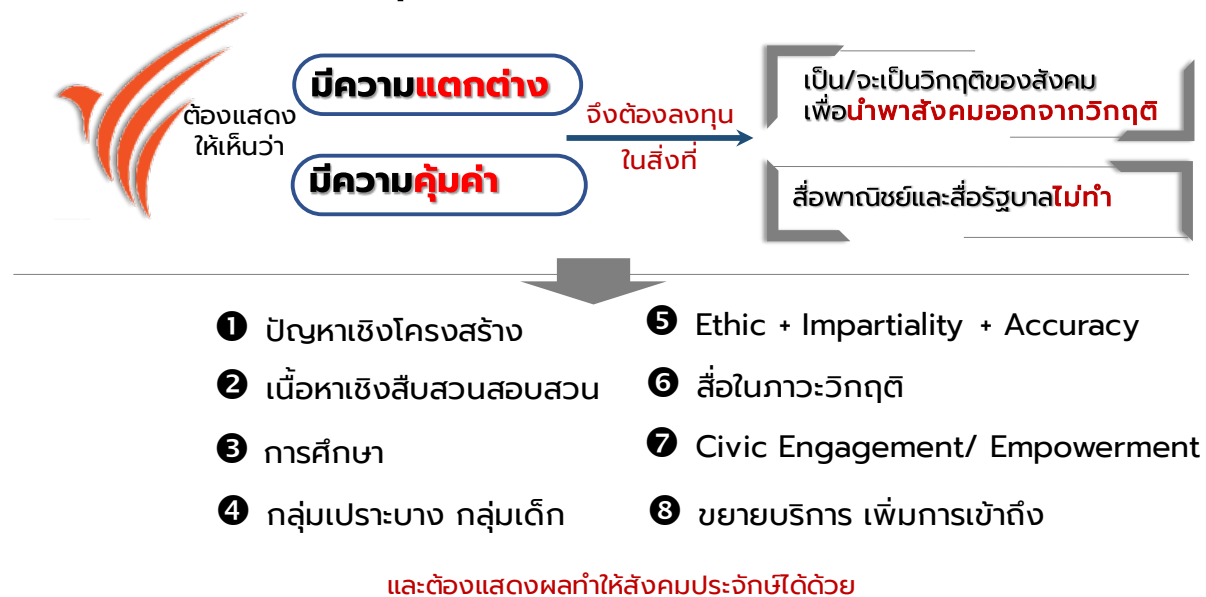 ต้องแสดง
ให้เห็นว่า
มีความแตกต่าง
มีความคุ้มค่า
จึงต้องลงทุน
ในสิ่งที่
เป็น/จะเป็นวิกฤติของสังคม
เพื่อนำพาสังคมออกจากวิกฤติ
สื่อพาณิชย์และสื่อรัฐบาลไม่ทำ
❶ ปัญหาเชิงโครงสร้าง
❷ เนื้อหาเชิงสืบสวนสอบสวน
❸ การศึกษา
❹ กลุ่มเปราะบาง กลุ่มเด็ก
❺ Ethic + Impartiality + Accuracy
❻ สื่อในภาวะวิกฤติ
❼ Civic Engagement/ Empowerment
❽ ขยายบริการ เพิ่มการเข้าถึง
และต้องแสดงผลทำให้สังคมประจักษ์ได้ด้วย